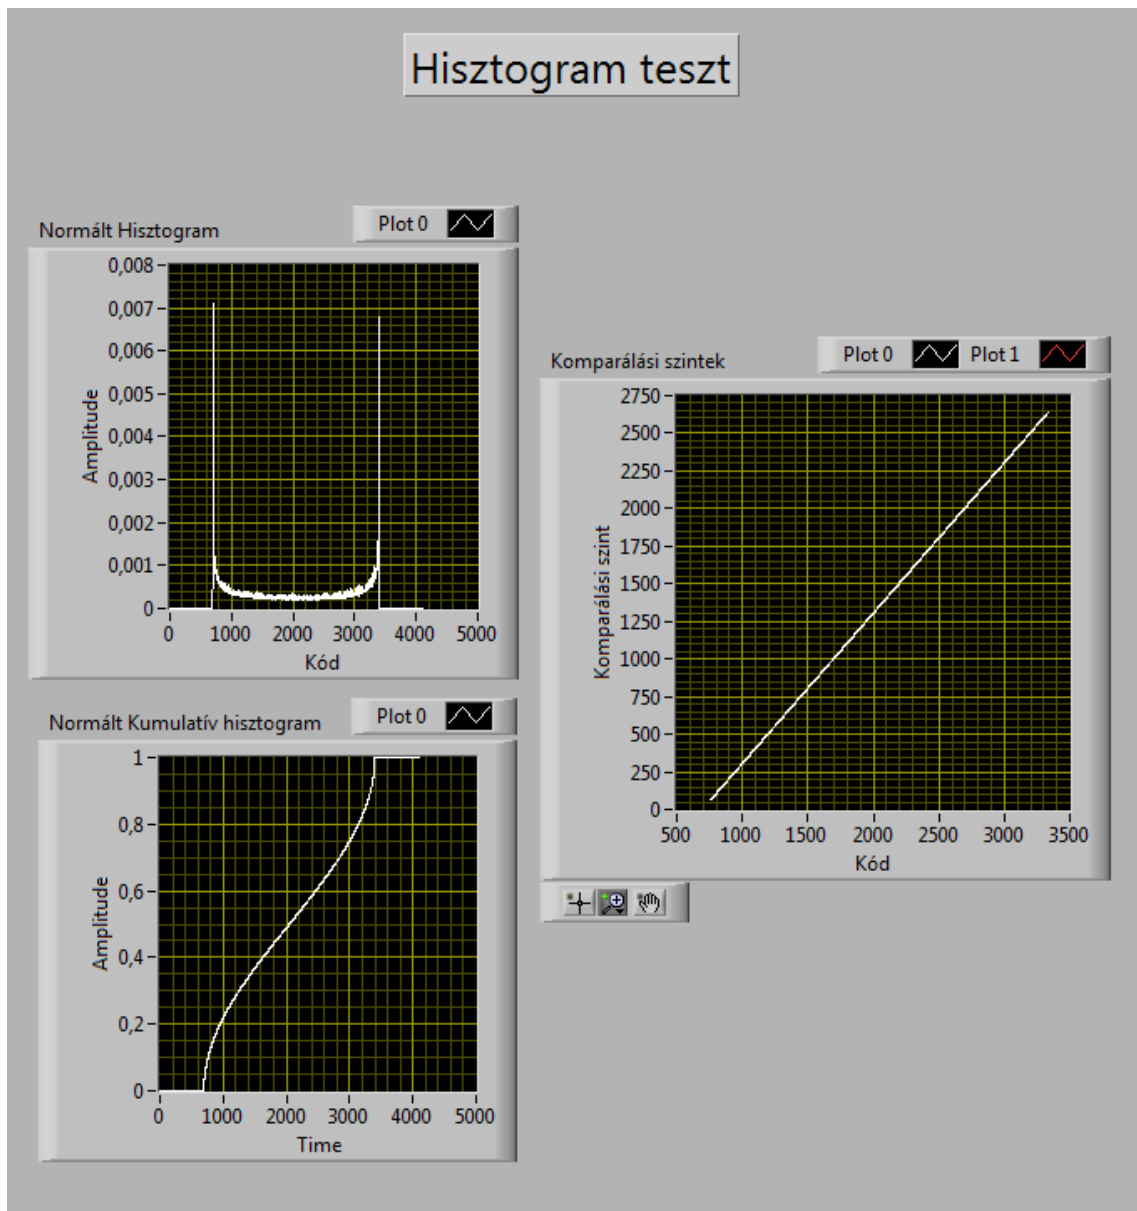 Hisztogram teszt
Normált Hisztogram
Plot 0
0,008
0,007
0,006
0,005
0,004
0,003
0,002
0,001
0
Amplitude
0 1000 2000 3000 4000 5000
Kód
Komparálási szintek
Plot 0 Plot 1
2750
2500
2250
2000
1750
1500
1250
1000
750
500
250
0
Komparálási szint
500 1000 1500 2000 2500 3000 3500
Kód
Normált Kumulatív hisztogram
Plot 0
1
0,8
0,6
0,4
0,2
0
Amplitude
0 1000 2000 3000 4000 5000
Time